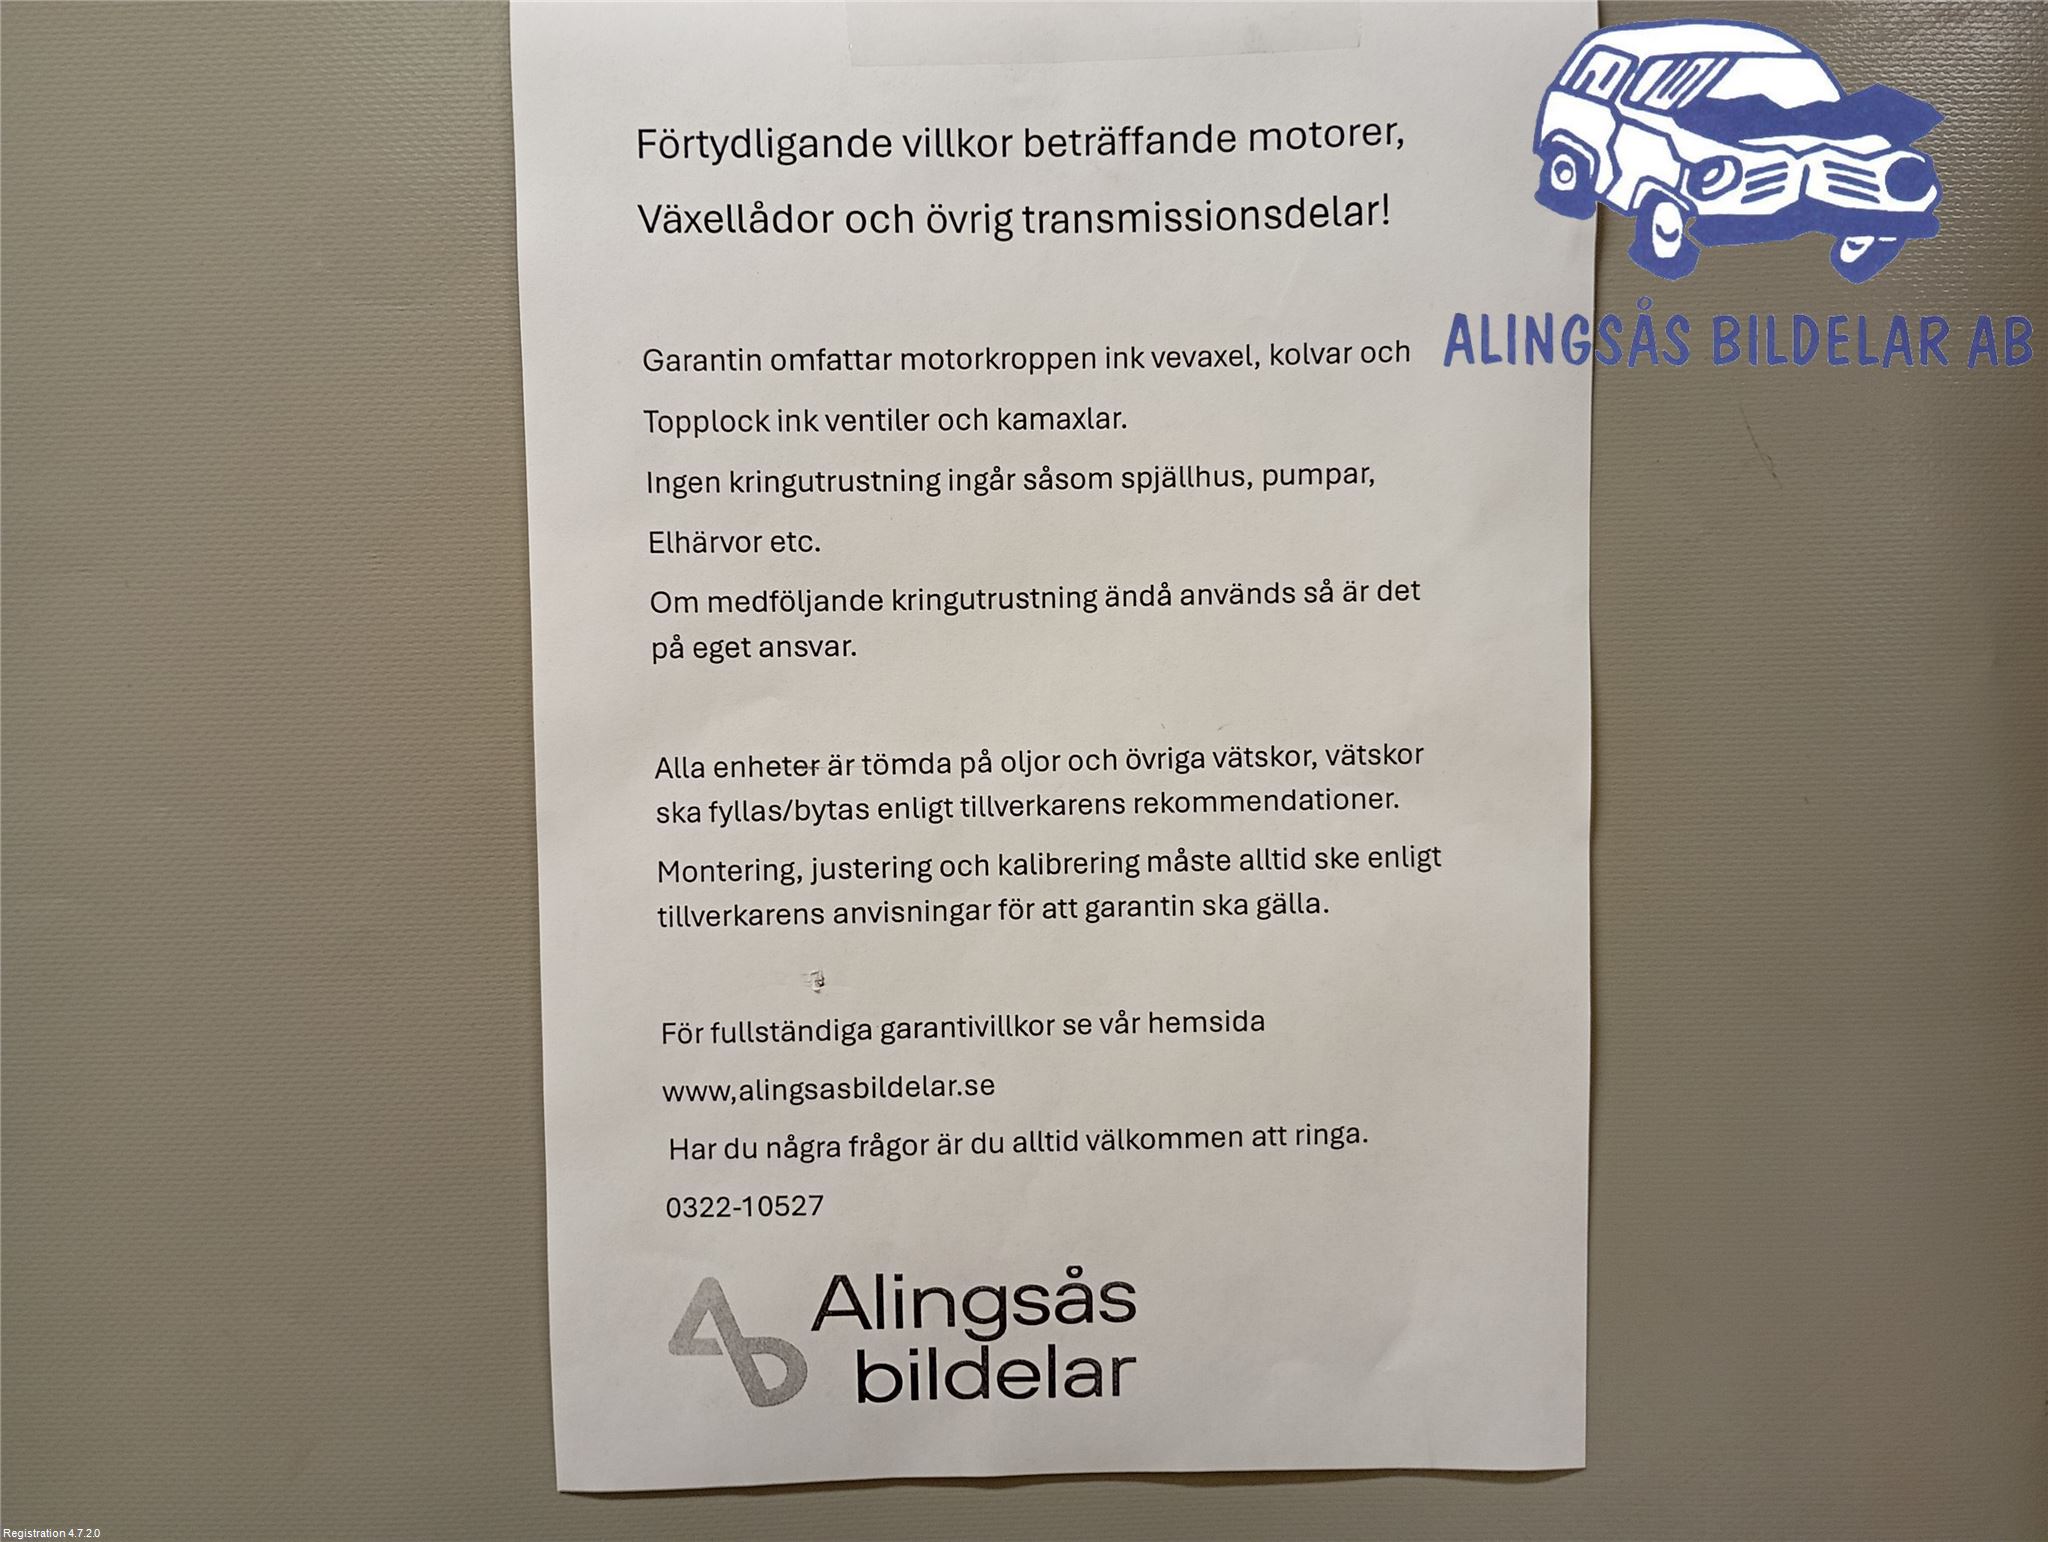 Förtydligande villkor beträffande motorer,
Växellådor och övrig transmissionsdelar!
Garantin omfattar motorkroppen ink vevaxel, kolvar och
Topplock ink ventiler och kamaxlar.
Ingen kringutrustning ingår såsom spjällhus, pumpar,
Elhärvor etc.
Om medföljande kringutrustning ändå används så är det
på eget ansvar.
Alla enheter är tömda på oljor och övriga vätskor, vätskor
ska fyllas/bytas enligt tillverkarens rekommendationer.
Montering, justering och kalibrering måste alltid ske enligt
tillverkarens anvisningar för att garantin ska gälla.
För fullständiga garantivillkor se vår hemsida
www,alingsasbildelar.se
Har du några frågor är du alltid välkommen att ringa.
0322-10527
Alingsås
bildelar
ALINGSÅS BILDELAR AB
Registration 4.7.2.0